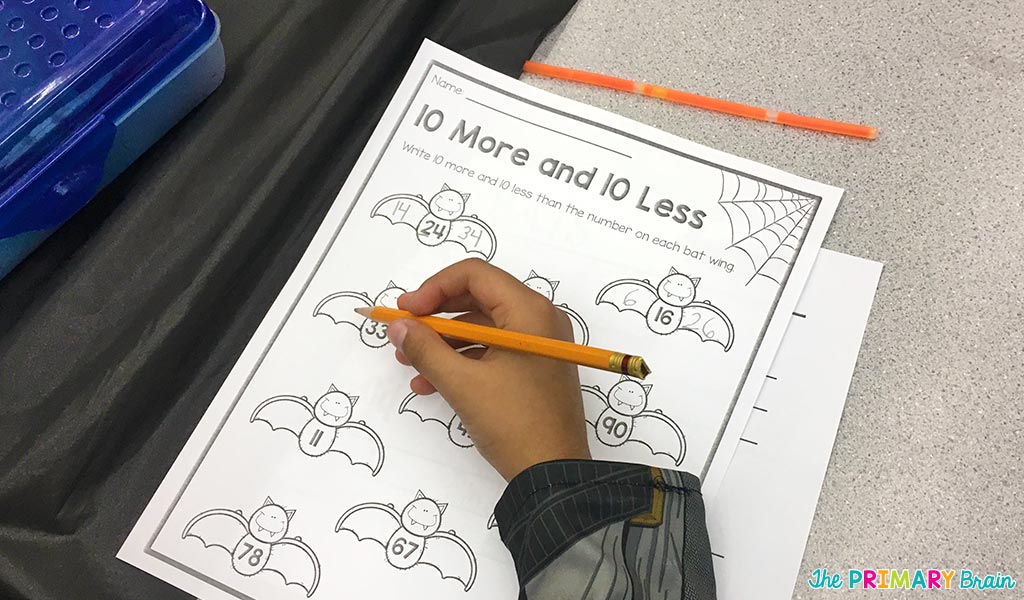 Name:
10 More and 10 Less
Write 10 more and 10 less than the number on each bat wing.
14 24 34
33
6 16 26
11
90
78
67
The PRIMARY Brain